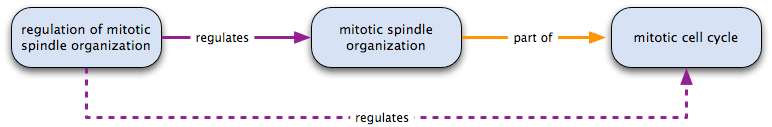 regulation of mitotic
spindle organization
regulates
mitotic spindle
organization
part of
mitotic cell cycle
regulates